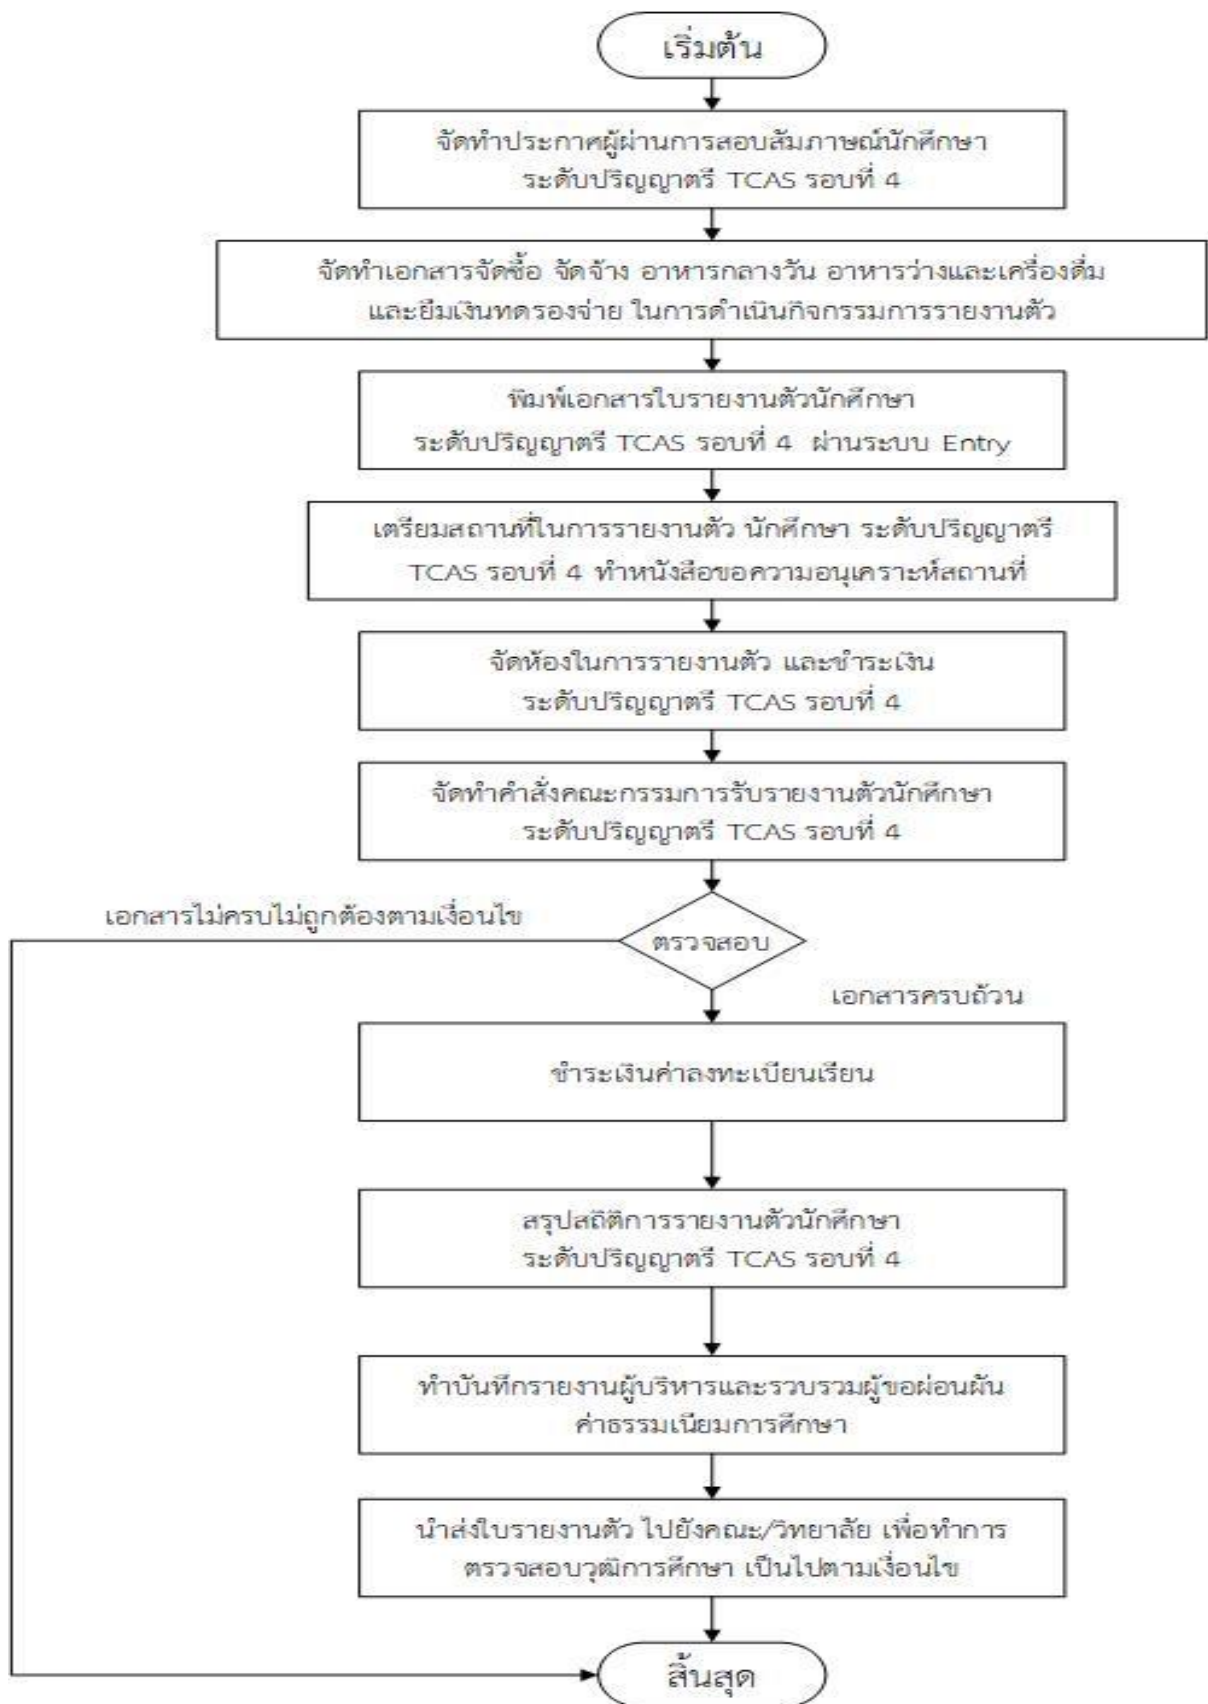 เริ่มต้น
จัดทำประกาศผู้ผ่านการสอบสัมภาษณ์นักศึกษา
ระดับปริญญาตรี TCAS รอบที่ 4
จัดทำเอกสารจัดซื้อ จัดจ้าง อาหารกลางวัน อาหารว่างและเครื่องดื่ม
และยืมเงินทดรองจ่าย ในการดำเนินกิจกรรมการรายงานตัว
พิมพ์เอกสารใบรายงานตัวนักศึกษา
ระดับปริญญาตรี TCAS รอบที่ 4 ผ่านระบบ Entry
เตรียมสถานที่ในการรายงานตัว นักศึกษา ระดับปริญญาตรี
TCAS รอบที่ 4 ทำหนังสือขอความอนุเคราะห์สถานที่
จัดห้องในการรายงานตัว และชำระเงิน
ระดับปริญญาตรี TCAS รอบที่ 4
จัดทำคำสั่งคณะกรรมการรับรายงานตัวนักศึกษา
ระดับปริญญาตรี TCAS รอบที่ 4
เอกสารไม่ครบไม่ถูกต้องตามเงื่อนไข
ตรวจสอบ
เอกสารครบถ้วน
ชำระเงินค่าลงทะเบียนเรียน
สรุปสถิติการรายงานตัวนักศึกษา
ระดับปริญญาตรี TCAS รอบที่ 4
ทำบันทึกรายงานผู้บริหารและรวบรวมผู้ขอผ่อนผัน
ค่าธรรมเนียมการศึกษา
นำส่งใบรายงานตัว ไปยังคณะ/วิทยาลัย เพื่อทำการ
ตรวจสอบวุฒิการศึกษา เป็นไปตามเงื่อนไข
สิ้นสุด